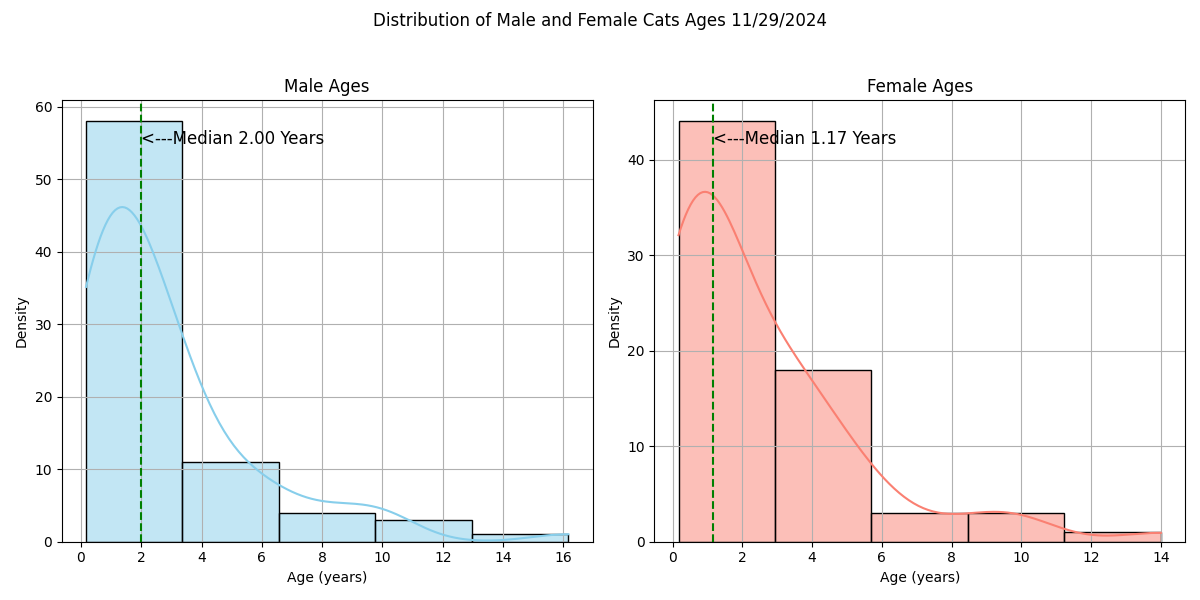 Distribution of Male and Female Cats Ages 11/29/2024
Male Ages
60
50
40
30
20
10
0
Density
<---Median 2.00 Years
0 2 4 6 8 10 12 14 16
Age (years)
Female Ages
40
30
20
10
0
Density
<---Median 1.17 Years
0 2 4 6 8 10 12 14
Age (years)